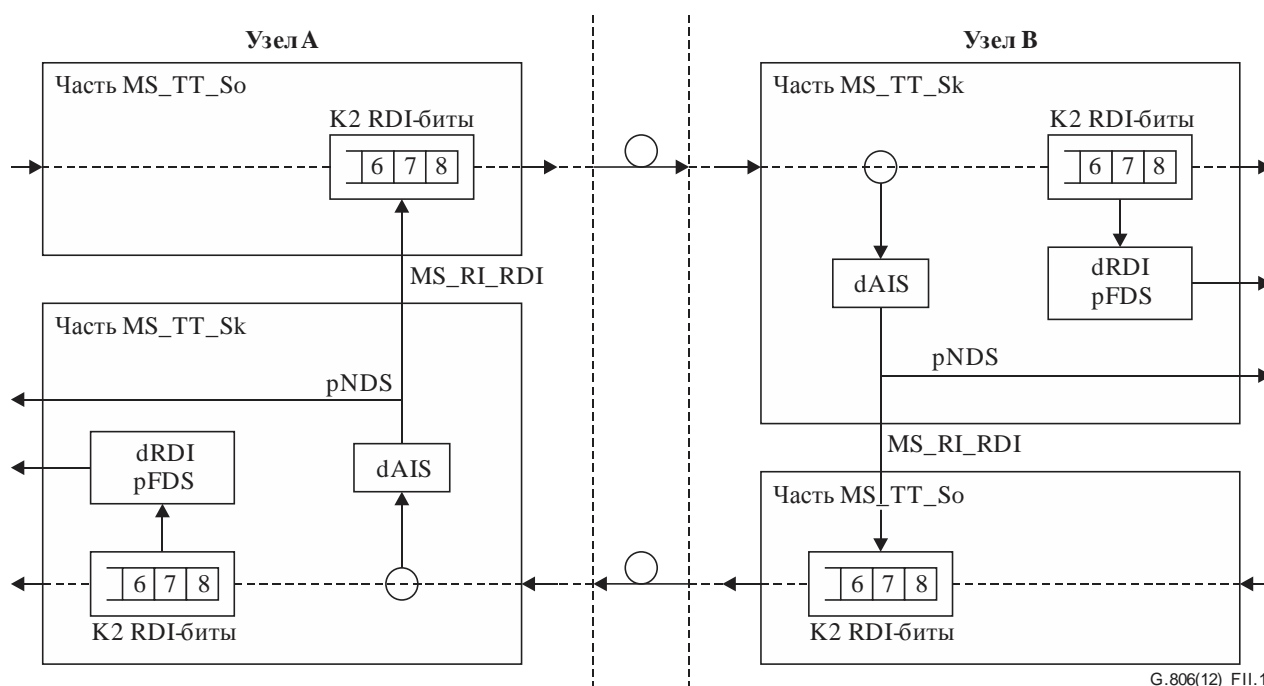 Узел A
Часть MS_TT_So
K2 RDI-биты
6 7 8
MS_RI_RDI
Часть MS_TT_Sk
pNDS
dRDI
pFDS
dAIS
6 7 8
K2 RDI-биты
Узел B
Часть MS_TT_Sk
K2 RDI-биты
6 7 8
dAIS
dRDI
pFDS
pNDS
MS_RI_RDI
Часть MS_TT_So
6 7 8
K2 RDI-биты
G.806(12)_FII.1